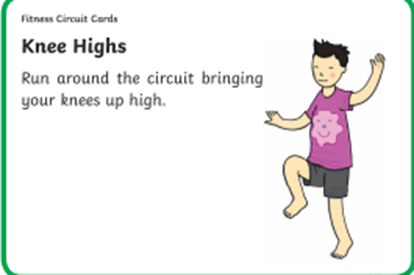 Fitness Circuit Cards
Knee Highs
Run around the circuit bringing
your knees up high.